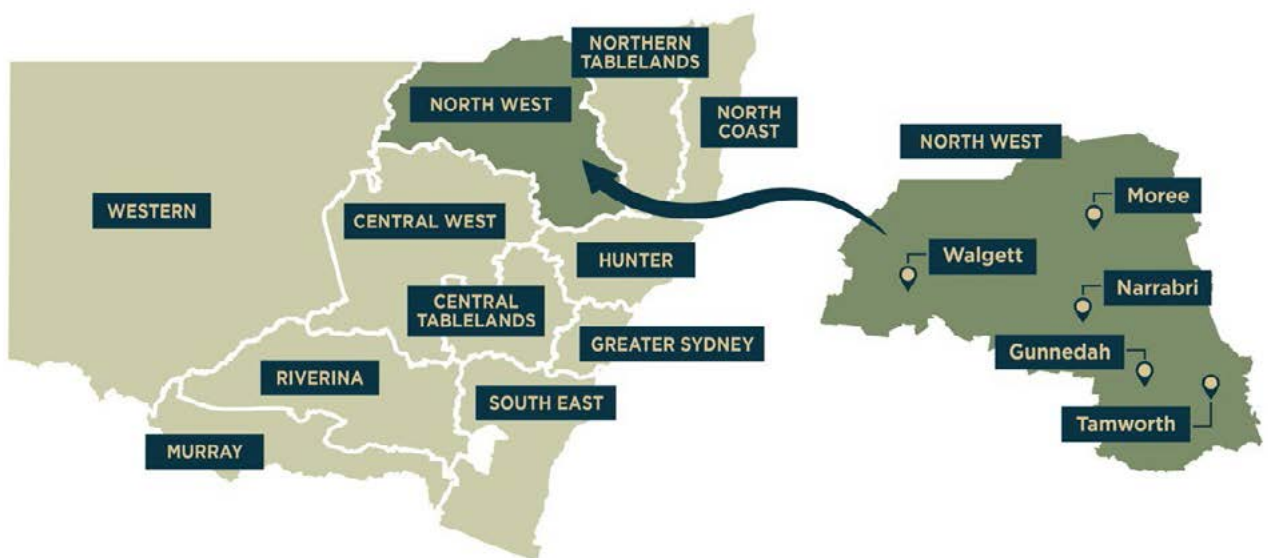 NORTHERN
TABLELANDS
NORTH WEST
NORTH
COAST
WESTERN
CENTRAL WEST
HUNTER
CENTRAL
TABLELANDS
GREATER SYDNEY
RIVERINA
SOUTH EAST
MURRAY
NORTH WEST
Moree
Walgett
Narrabri
Gunnedah
Tamworth